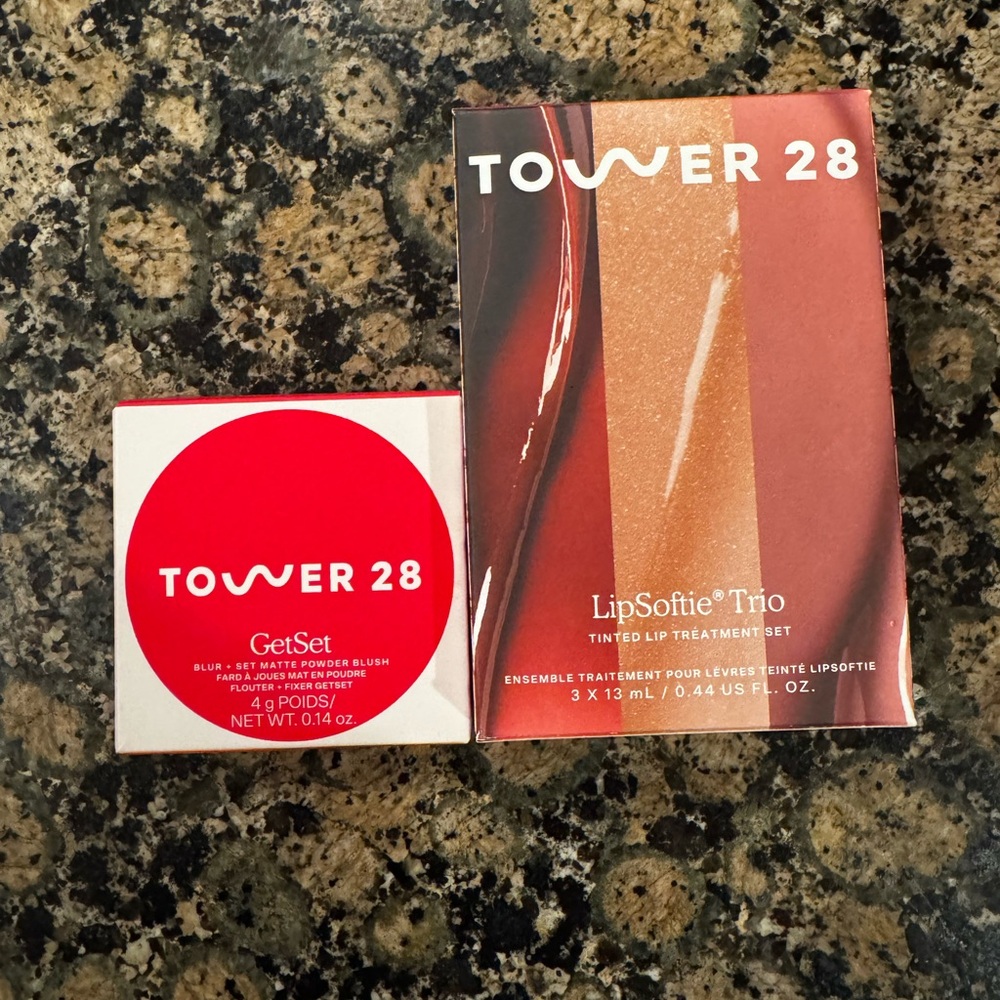 TOWER 28
GetSet
BLUR + SET MATTE POWDER BLUSH
FARD À JOUES MAT EN POUDRE
FLOUTER + FIXER GETSET
4 g POIDS/
NET WT. 0.14 oz.
TOWER 28
LipSoftie® Trio
TINTED LIP TREATMENT SET
ENSEMBLE TRAITEMENT POUR LÈVRES TEINTÉ LIPSOFTIE
3 X 13 mL / 0.44 US FL. OZ.